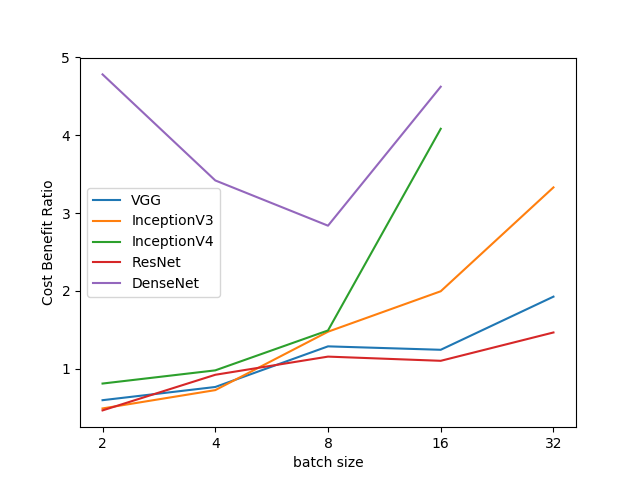 5
4
3
2
1
Cost Benefit Ratio
VGG
InceptionV3
InceptionV4
ResNet
DenseNet
2 4 8 16 32
batch size